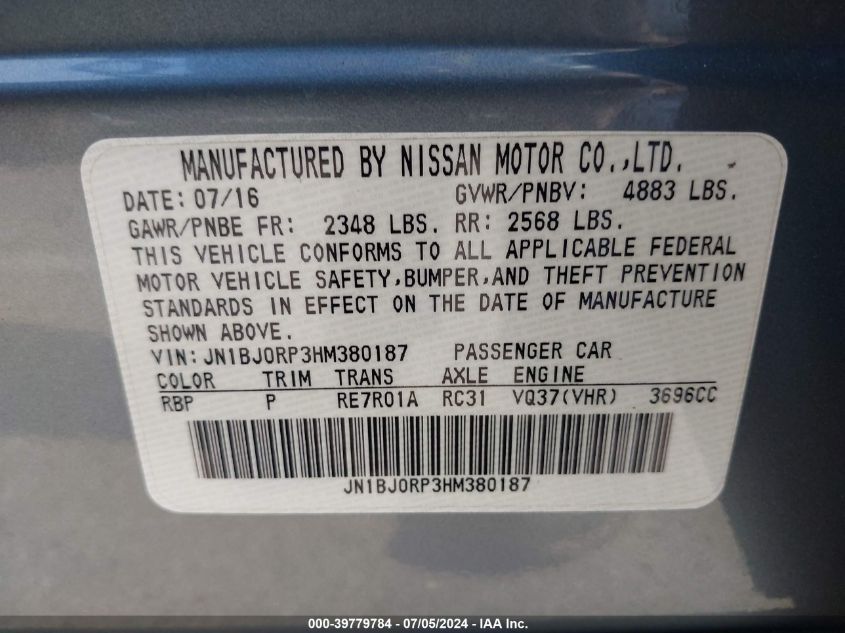 MANUFACTURED BY NISSAN MOTOR CO.,LTD.
DATE: 07/16 GVWR/PNBV: 4883 LBS.
GAWR/PNBE FR: 2348 LBS. RR: 2568 LBS.
THIS VEHICLE CONFORMS TO ALL APPLICABLE FEDERAL
MOTOR VEHICLE SAFETY,BUMPER,AND THEFT PREVENTION
STANDARDS IN EFFECT ON THE DATE OF MANUFACTURE
SHOWN ABOVE.
VIN: JN1BJ0RP3HM380187 PASSENGER CAR
COLOR TRIM TRANS AXLE ENGINE
RBP P RE7R01A RC31 VQ37(VHR) 3696CC
JN1BJ0RP3HM380187
000-39779784 - 07/05/2024 - IAA Inc.